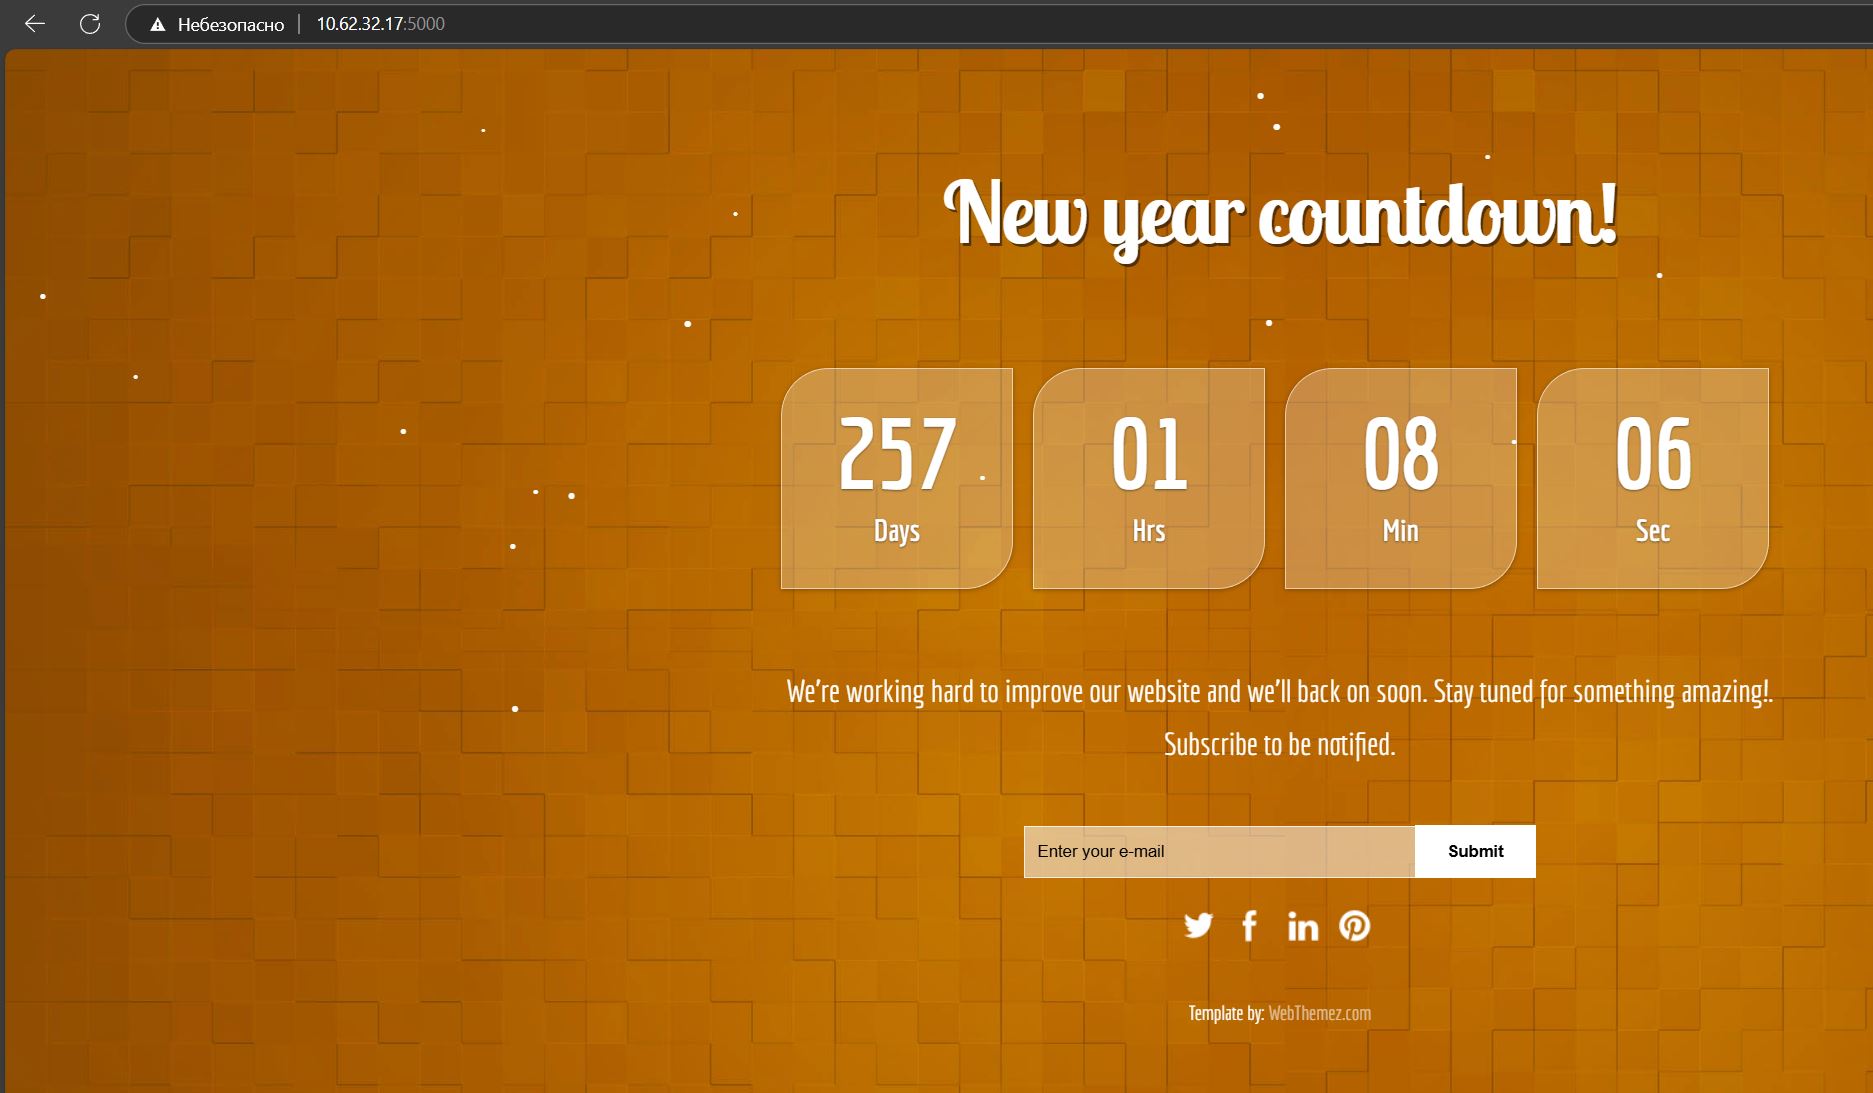 Небезопасно | 10.62.32.17:5000
New year countdown!
257 01 08 06
Days Hrs Min Sec
We're working hard to improve our website and we'll back on soon. Stay tuned for something amazing!.
Subscribe to be notified.
Enter your e-mail Submit
Template by: WebThemez.com